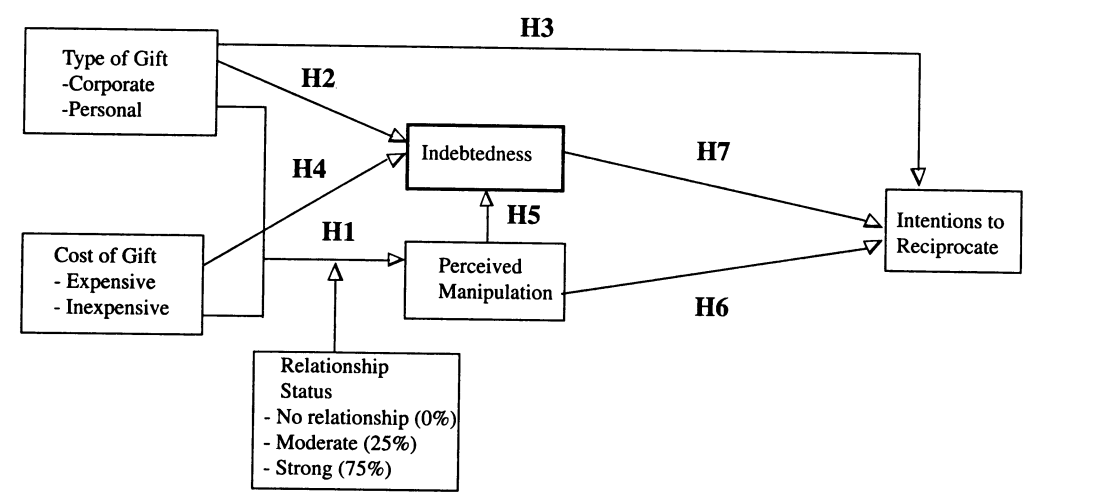 H3
Type of Gift
-Corporate
-Personal
H2
Indebtedness
H7
H4
H5
Intentions to
Reciprocate
H1
Cost of Gift
- Expensive
- Inexpensive
Perceived
Manipulation
H6
Relationship
Status
- No relationship (0%)
- Moderate (25%)
- Strong (75%)